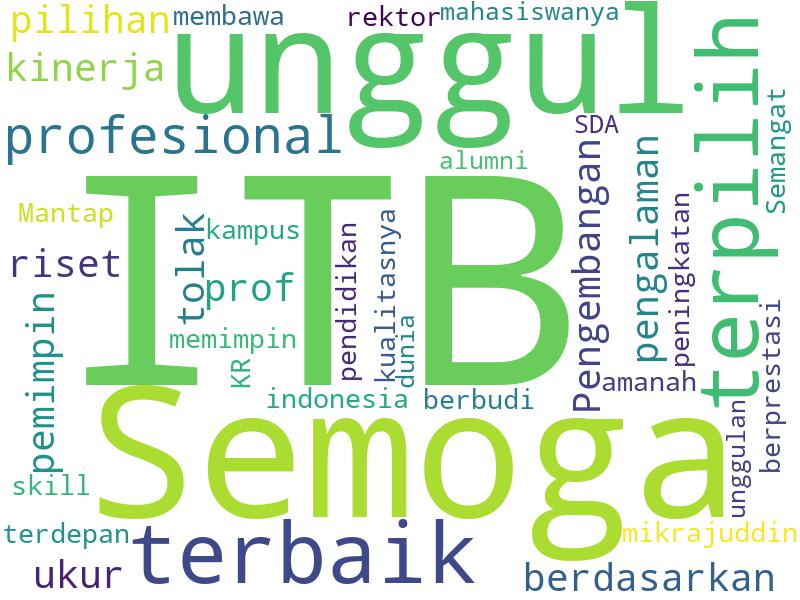 pilihan
membawa
rektor
mahasiswanya
unggul
kinerja
profesional
SDA
alumni
terpilih
Semangat
ITB
Mantap
tolak
kampus
riset
prof
pendidikan
kualitasnya
dunia
Pengembangan
pengalaman
peningkatan
pemimpin
memimpin
KR
indonesia
berbudi
amanah
berprestasi
unggulan
Semoga
skill
terdepan
terbaik
mikrajuddin
ukur
berdasarkan